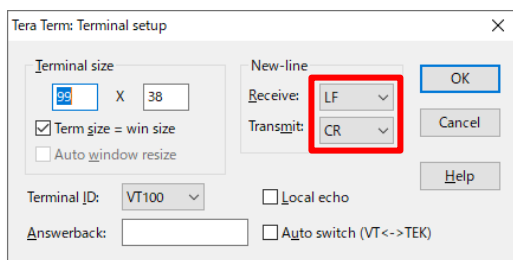 Tera Term: Terminal setup
Terminal size
99 X 38
Term size = win size
Auto window resize
New-line
Receive: LF
Transmit: CR
OK
Cancel
Help
Terminal ID: VT100
Local echo
Answerback:
Auto switch (VT<->TEK)